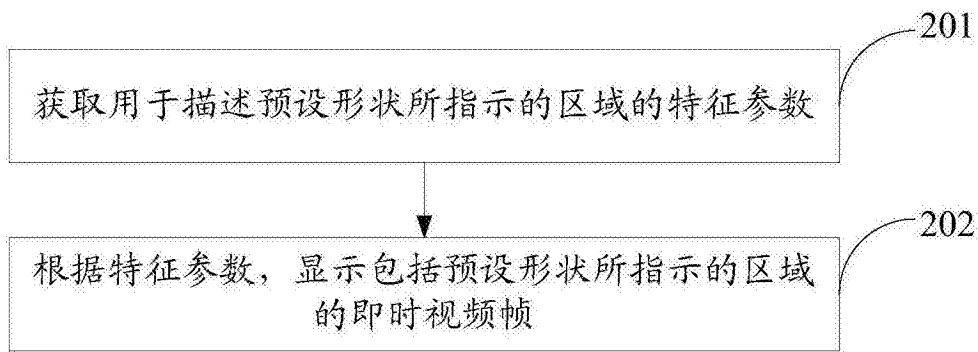 201
获取用于描述预设形状所指示的区域的特征参数
202
根据特征参数，显示包括预设形状所指示的区域
的即时视频帧